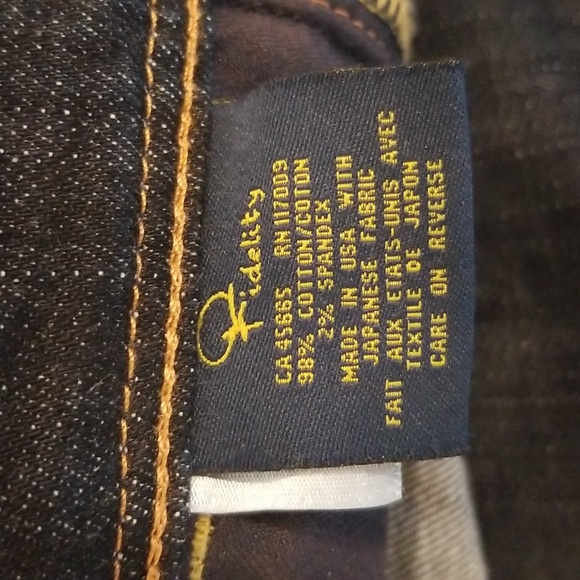 Fidelity
CA 45665 RN 117009
98% COTTON/COTON
2% SPANDEX
MADE IN USA WITH
JAPANESE FABRIC
FAIT AUX ETATS-UNIS AVEC
TEXTILE DE JAPON
CARE ON REVERSE